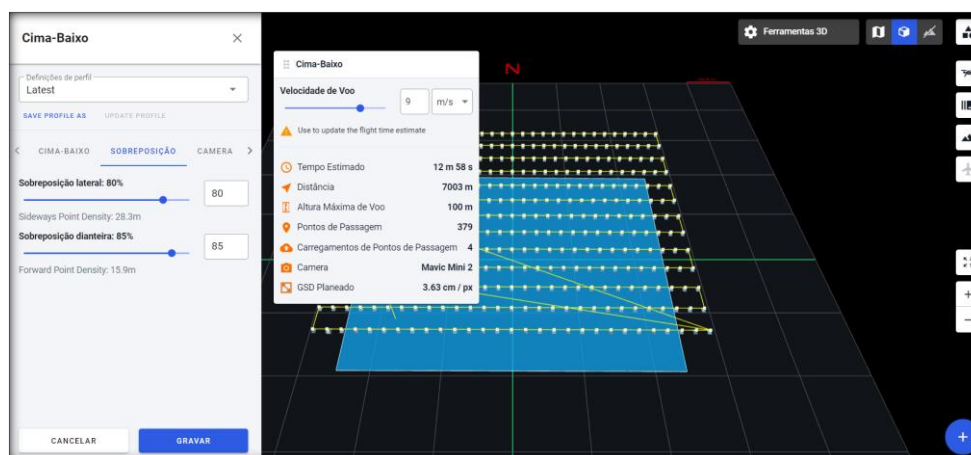 Cima-Baixo
Definições de perfil
Latest
SAVE PROFILE AS UPDATE PROFILE
CIMA-BAIXO SOBREPOSIÇÃO CAMERA
Sobreposição lateral: 80%
80
Sideways Point Density: 28.3m
Sobreposição dianteira: 85%
85
Forward Point Density: 15.9m
CANCELAR GRAVAR
Cima-Baixo
Velocidade de Voo
9 m/s
Use to update the flight time estimate
Tempo Estimado 12 m 58 s
Distância 7003 m
Altura Máxima de Voo 100 m
Pontos de Passagem 379
Carregamentos de Pontos de Passagem 4
Camera Mavic Mini 2
GSD Planeado 3.63 cm / px
N
Ferramentas 3D